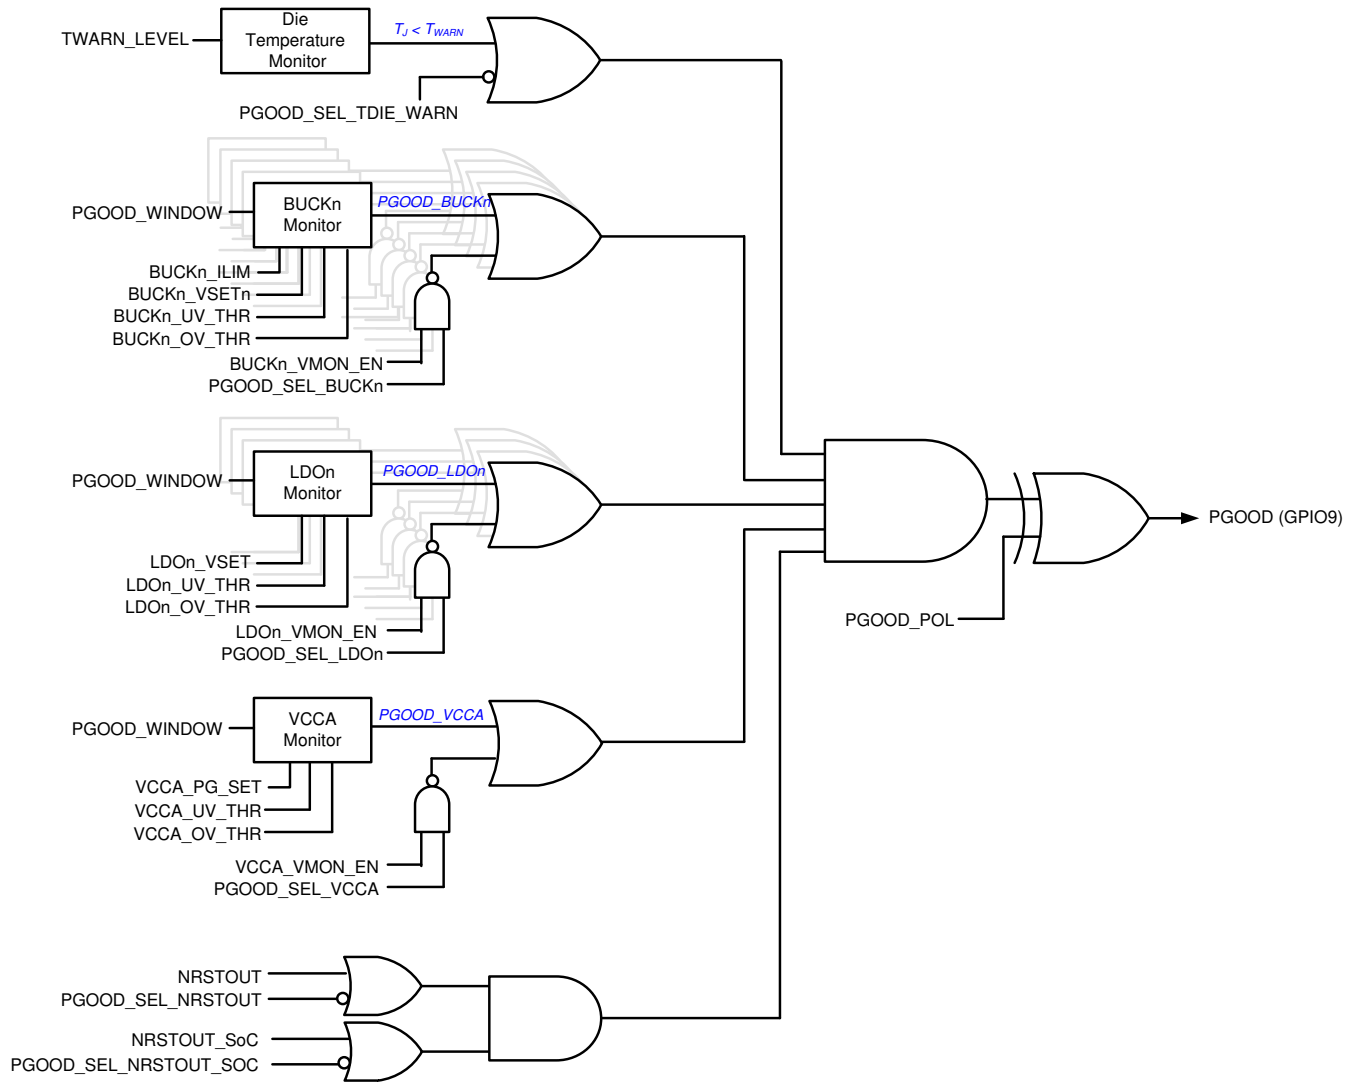 TWARN_LEVEL
Die
Temperature
Monitor
TJ < TWARN
PGOOD_SEL_TDIE_WARN
PGOOD_WINDOW
BUCKn
Monitor
PGOOD_BUCKn
BUCKn_ILIM
BUCKn_VSETn
BUCKn_UV_THR
BUCKn_OV_THR
BUCKn_VMON_EN
PGOOD_SEL_BUCKn
PGOOD_WINDOW
LDOn
Monitor
PGOOD_LDOn
LDOn_VSET
LDOn_UV_THR
LDOn_OV_THR
LDOn_VMON_EN
PGOOD_SEL_LDOn
PGOOD (GPIO9)
PGOOD_POL
PGOOD_WINDOW
VCCA
Monitor
PGOOD_VCCA
VCCA_PG_SET
VCCA_UV_THR
VCCA_OV_THR
VCCA_VMON_EN
PGOOD_SEL_VCCA
NRSTOUT
PGOOD_SEL_NRSTOUT
NRSTOUT_SoC
PGOOD_SEL_NRSTOUT_SOC